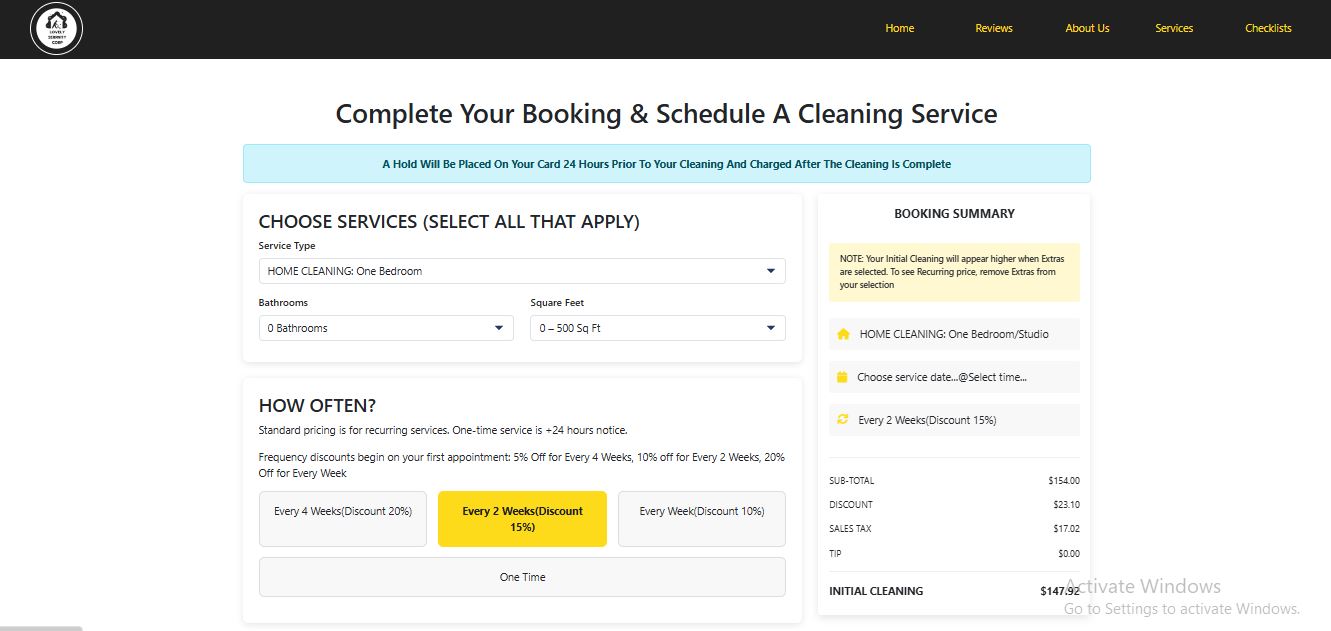 LOVELY
SERENITY
CORP
Home
Reviews
About Us
Services
Checklists
Complete Your Booking & Schedule A Cleaning Service
A Hold Will Be Placed On Your Card 24 Hours Prior To Your Cleaning And Charged After The Cleaning Is Complete
CHOOSE SERVICES (SELECT ALL THAT APPLY)
Service Type
HOME CLEANING: One Bedroom
Bathrooms
Square Feet
0 Bathrooms
0 – 500 Sq Ft
HOW OFTEN?
Standard pricing is for recurring services. One-time service is +24 hours notice.
Frequency discounts begin on your first appointment: 5% Off for Every 4 Weeks, 10% off for Every 2 Weeks, 20%
Off for Every Week
Every 4 Weeks(Discount 20%)
Every 2 Weeks(Discount
15%)
Every Week(Discount 10%)
One Time
BOOKING SUMMARY
NOTE: Your Initial Cleaning will appear higher when Extras
are selected. To see Recurring price, remove Extras from
your selection
HOME CLEANING: One Bedroom/Studio
Choose service date...@Select time...
Every 2 Weeks(Discount 15%)
SUB-TOTAL $154.00
DISCOUNT $23.10
SALES TAX $17.02
TIP $0.00
INITIAL CLEANING $147.92
Activate Windows
Go to Settings to activate Windows.